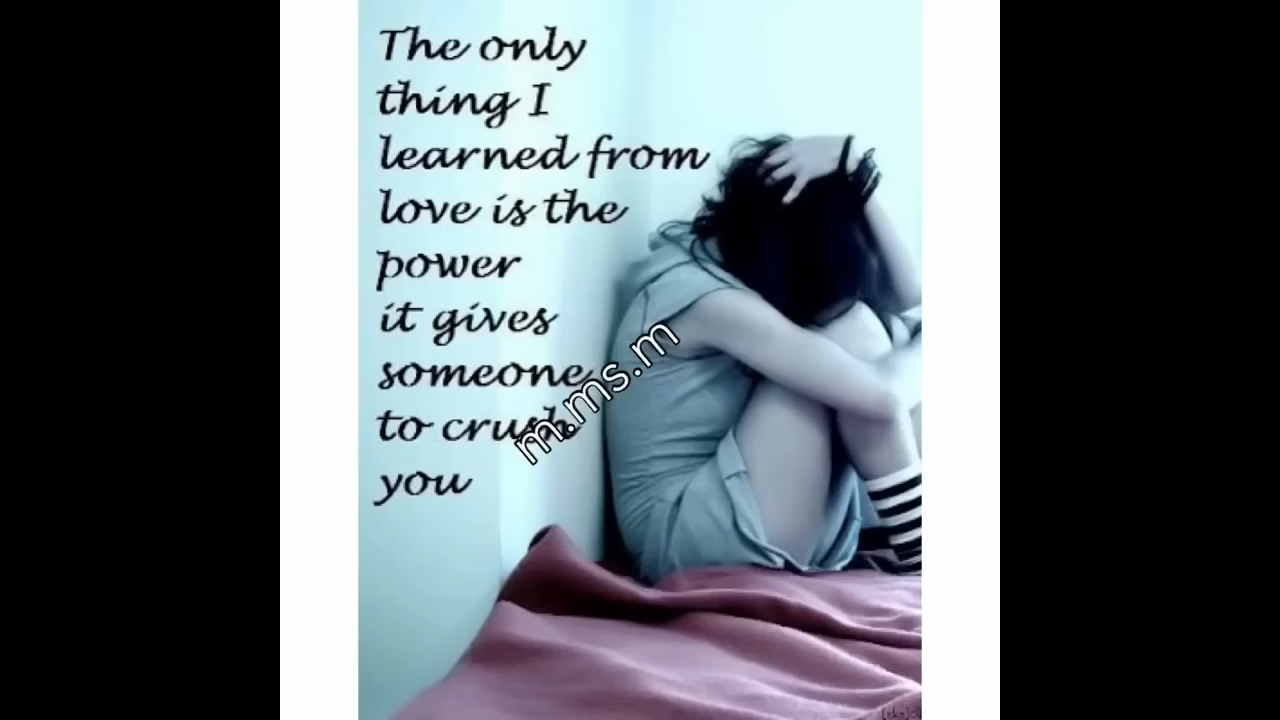 The only
thing I
learned from
love is the
power
it gives
someone
to crush
you
m.ms.m